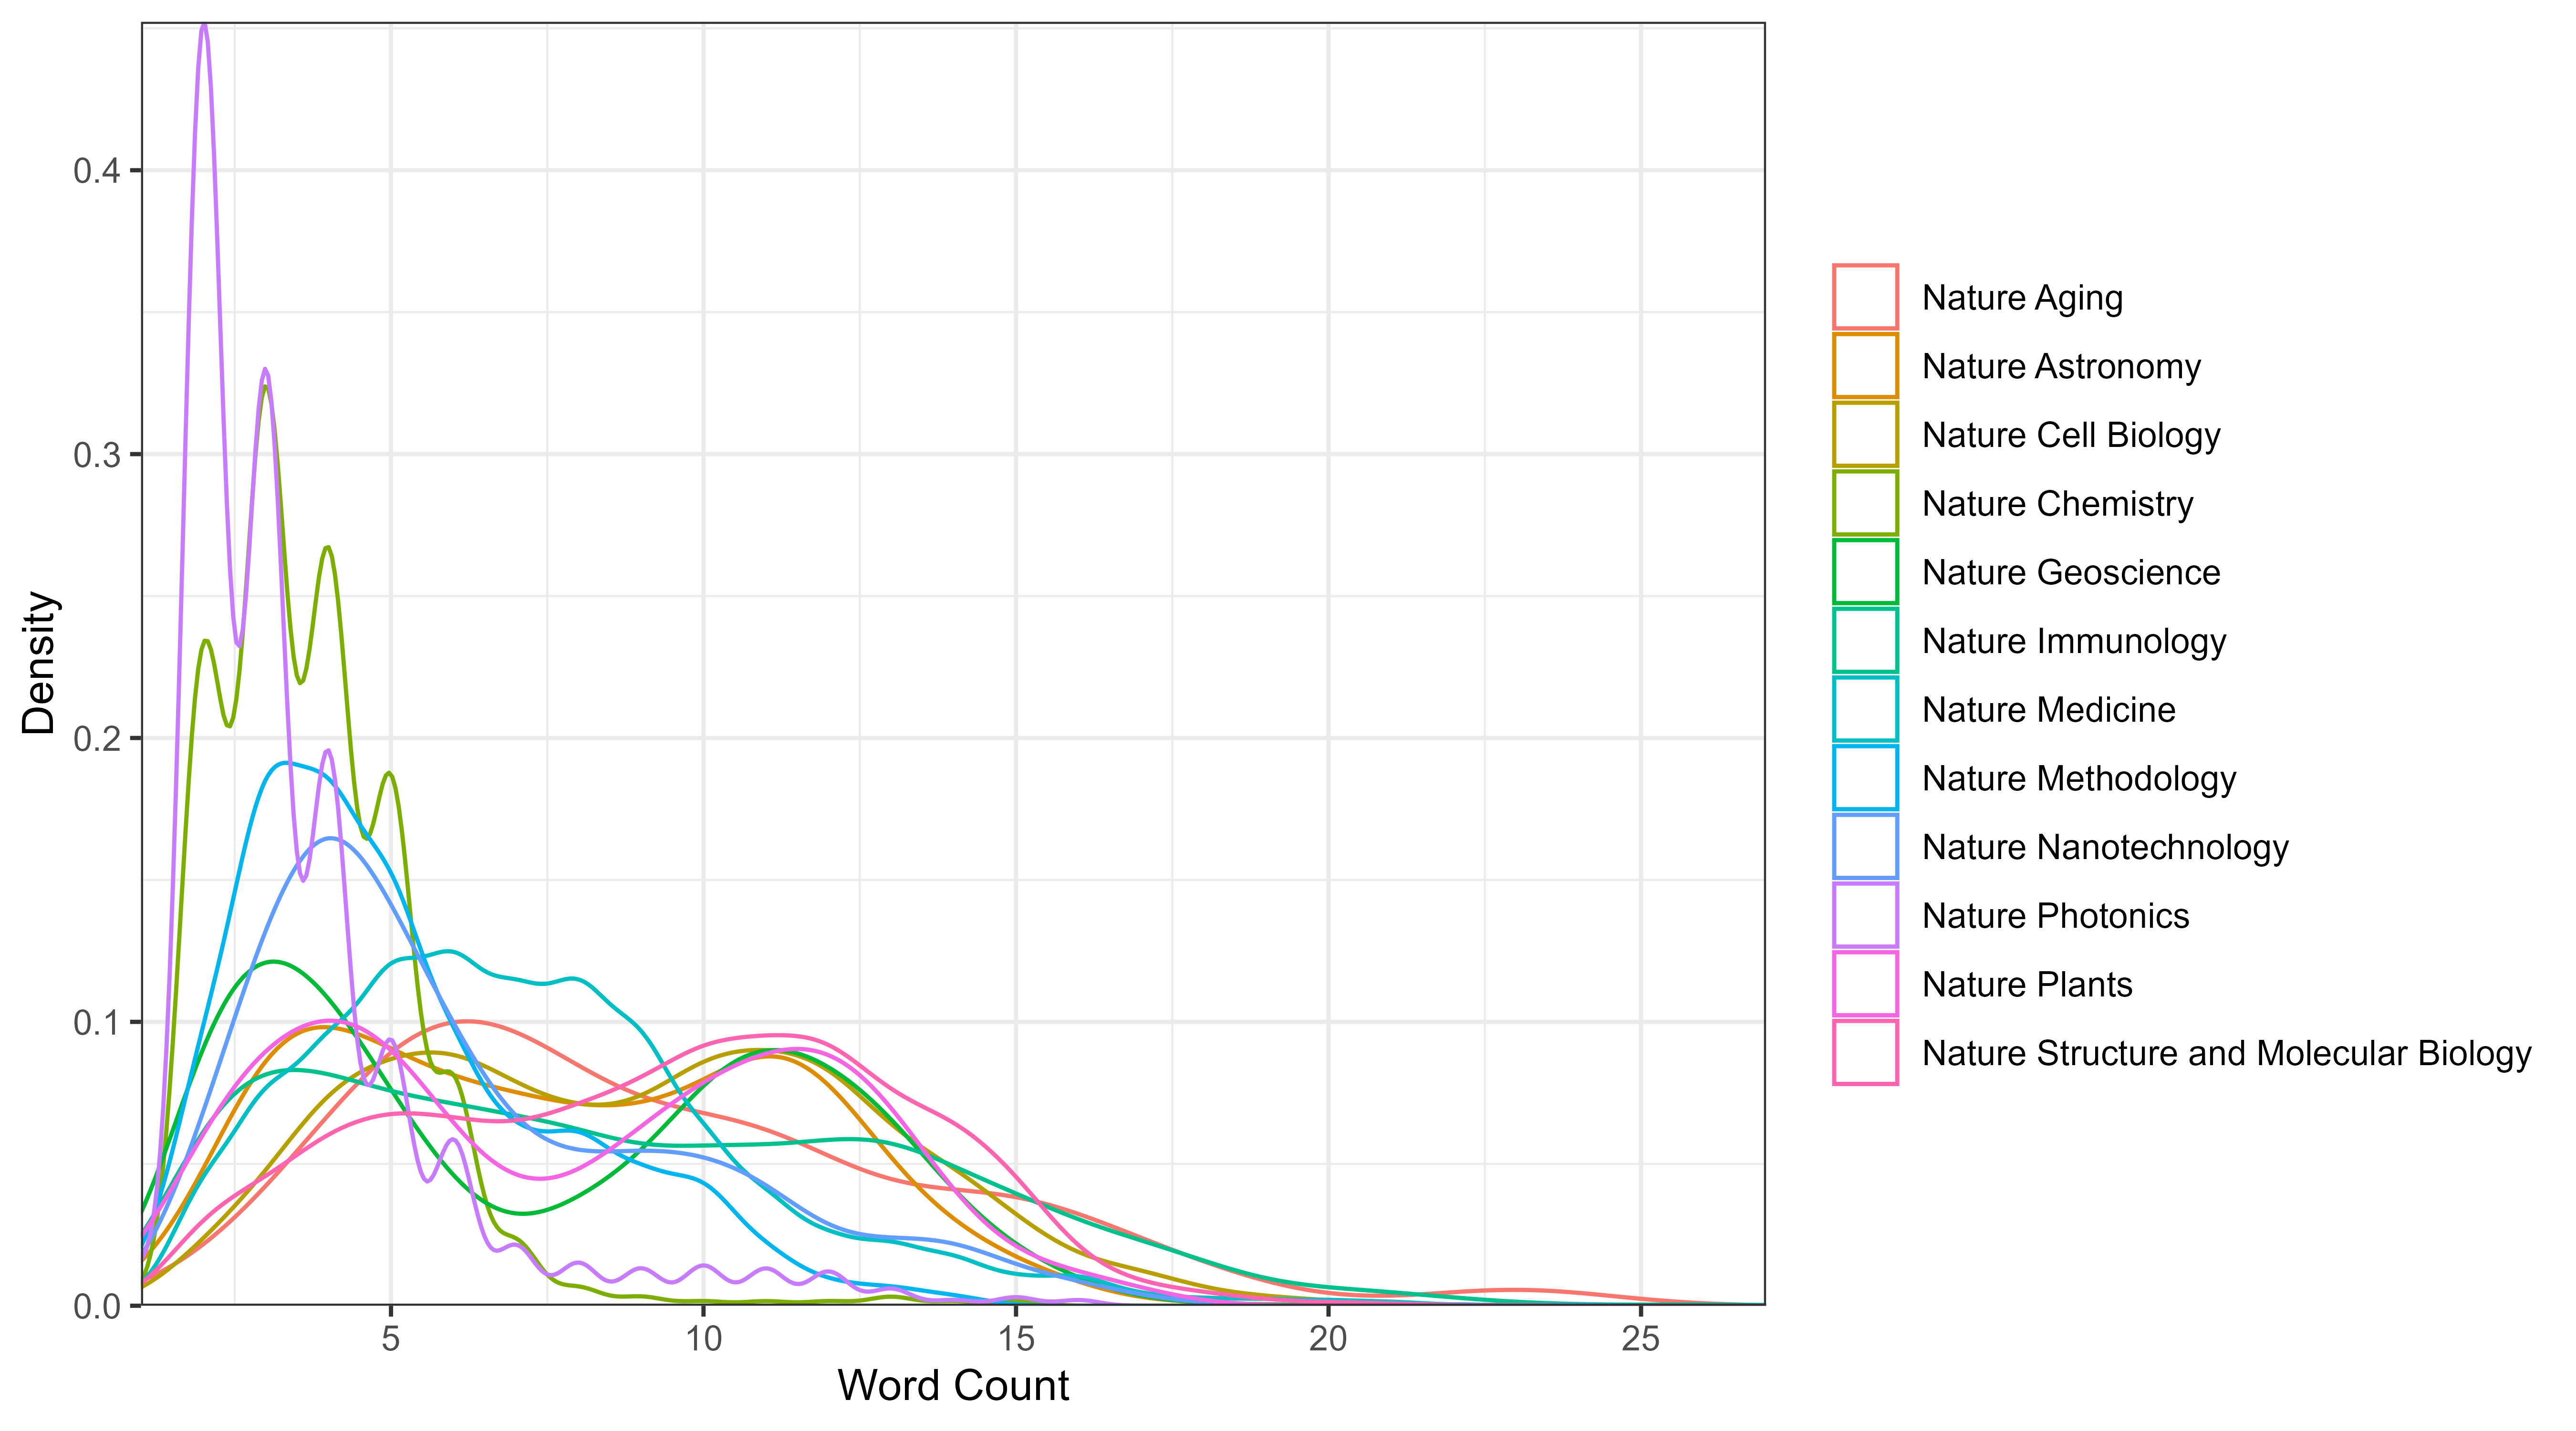 0.4
0.3
0.2
0.1
0.0
Density
5 10 15 20 25
Word Count
Nature Aging
Nature Astronomy
Nature Cell Biology
Nature Chemistry
Nature Geoscience
Nature Immunology
Nature Medicine
Nature Methodology
Nature Nanotechnology
Nature Photonics
Nature Plants
Nature Structure and Molecular Biology